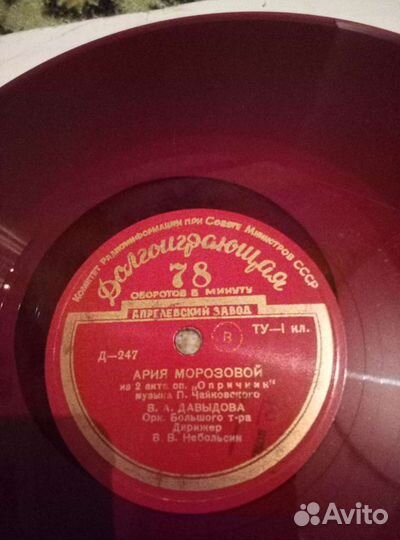 Комитет Радиоинформации при Совете Министров СССР
Долгоиграющая
78
ОБОРОТОВ В МИНУТУ
АПРЕЛЕВСКИЙ ЗАВОД
Д—247
В
ТУ—I кл.
АРИЯ МОРОЗОВОЙ
из 2 акта оп. „Опричник“
музыка П. Чайковского
В. А. ДАВЫДОВА
Орк. Большого т-ра
Дирижер
В. В. Небольсин
Avito